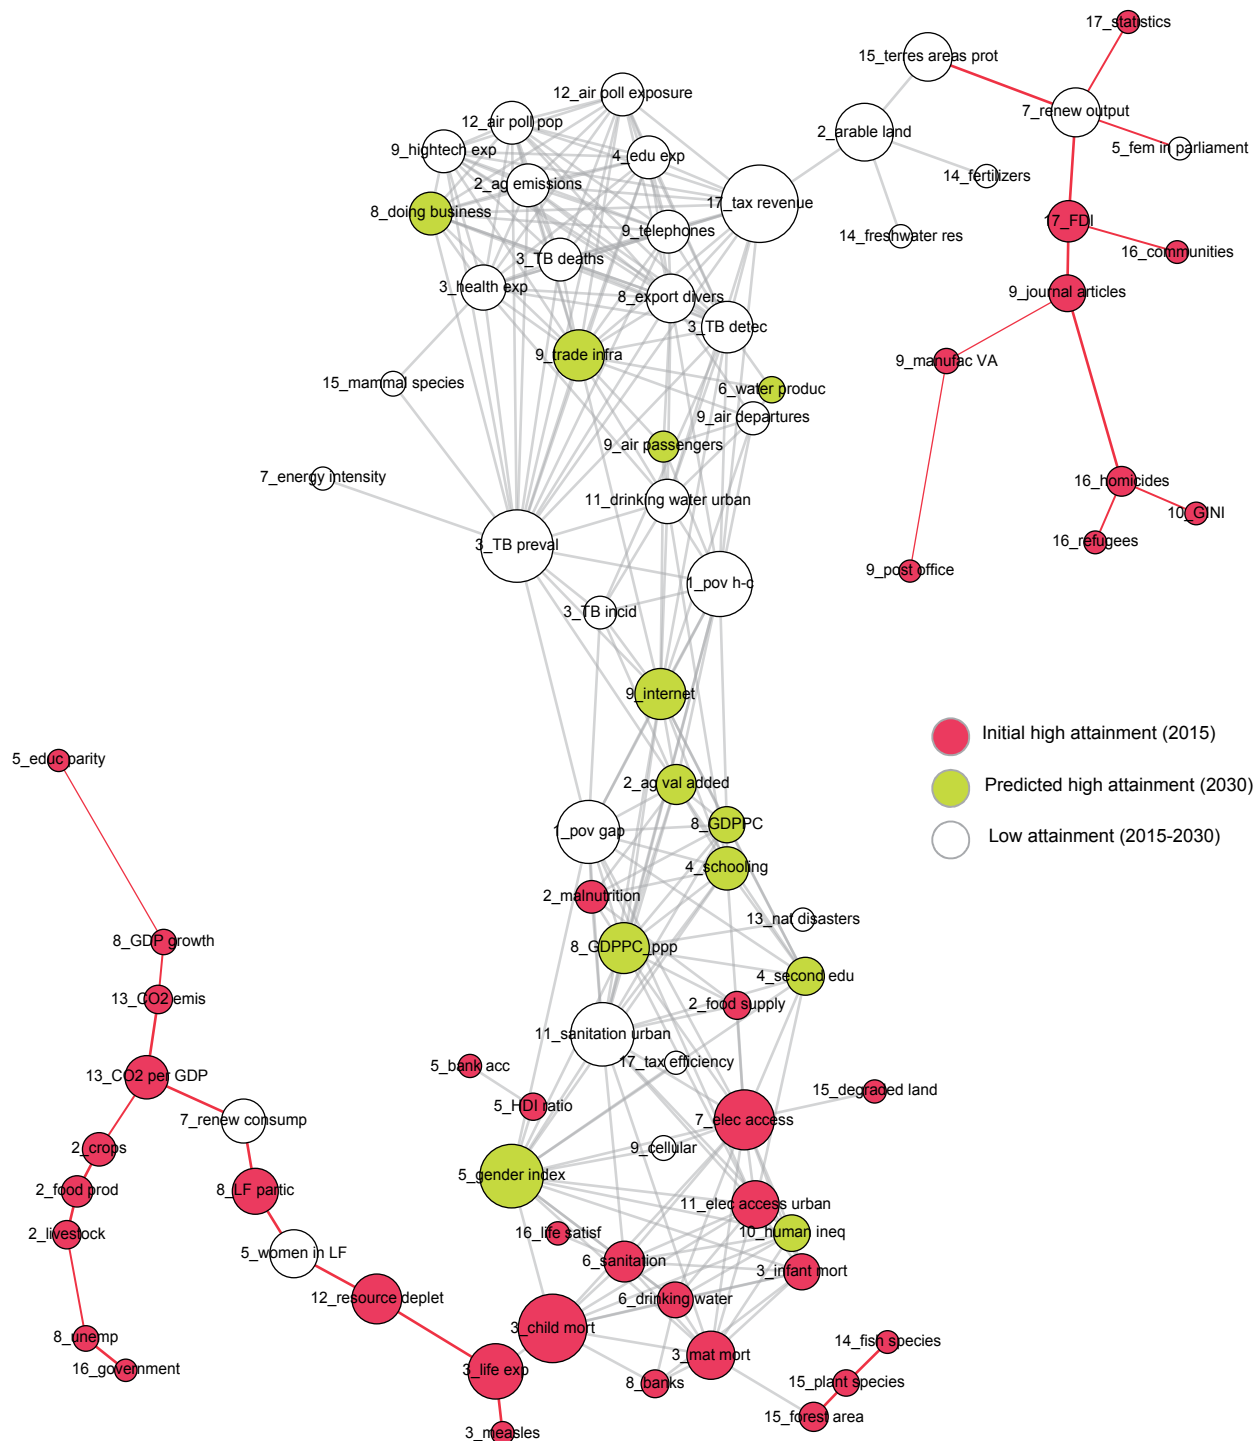 17_statistics
15_terres areas prot
12_air poll exposure
7_renew output
12_air poll pop
2_arable land
9_hightech exp
4_edu exp
5_fem in parliament
14_fertilizers
2_ag emissions
17_tax revenue
8_doing business
17_FDI
9_telephones
14_freshwater res
16_communities
3_TB deaths
3_health exp
8_export divers
9_journal articles
3_TB detec
9_trade infra
9_manufac VA
15_mammal species
6_water produc
9_air departures
9_air passengers
7_energy intensity
16_homicides
11_drinking water urban
10_GINI
16_refugees
3_TB preval
9_post office
1_pov h-c
3_TB incid
9_internet
Initial high attainment (2015)
5_educ parity
2_ag val added
Predicted high attainment (2030)
8_GDPPC
1_pov gap
Low attainment (2015-2030)
4_schooling
2_malnutrition
13_nat disasters
8_GDP growth
8_GDPPC_ppp
4_second edu
13_CO2 emis
2_food supply
11_sanitation urban
17_tax efficiency
5_bank acc
13_CO2 per GDP
15_degraded land
5_HDI ratio
7_renew consump
7_elec access
2_crops
9_cellular
5_gender index
8_LF partic
2_food prod
11_elec access urban
2_livestock
16_life satisf
10_human ineq
5_women in LF
6_sanitation
3_infant mort
12_resource deplet
6_drinking water
3_child mort
8_unemp
14_fish species
3_mat mort
16_government
3_life exp
8_banks
15_plant species
15_forest area
3_measles